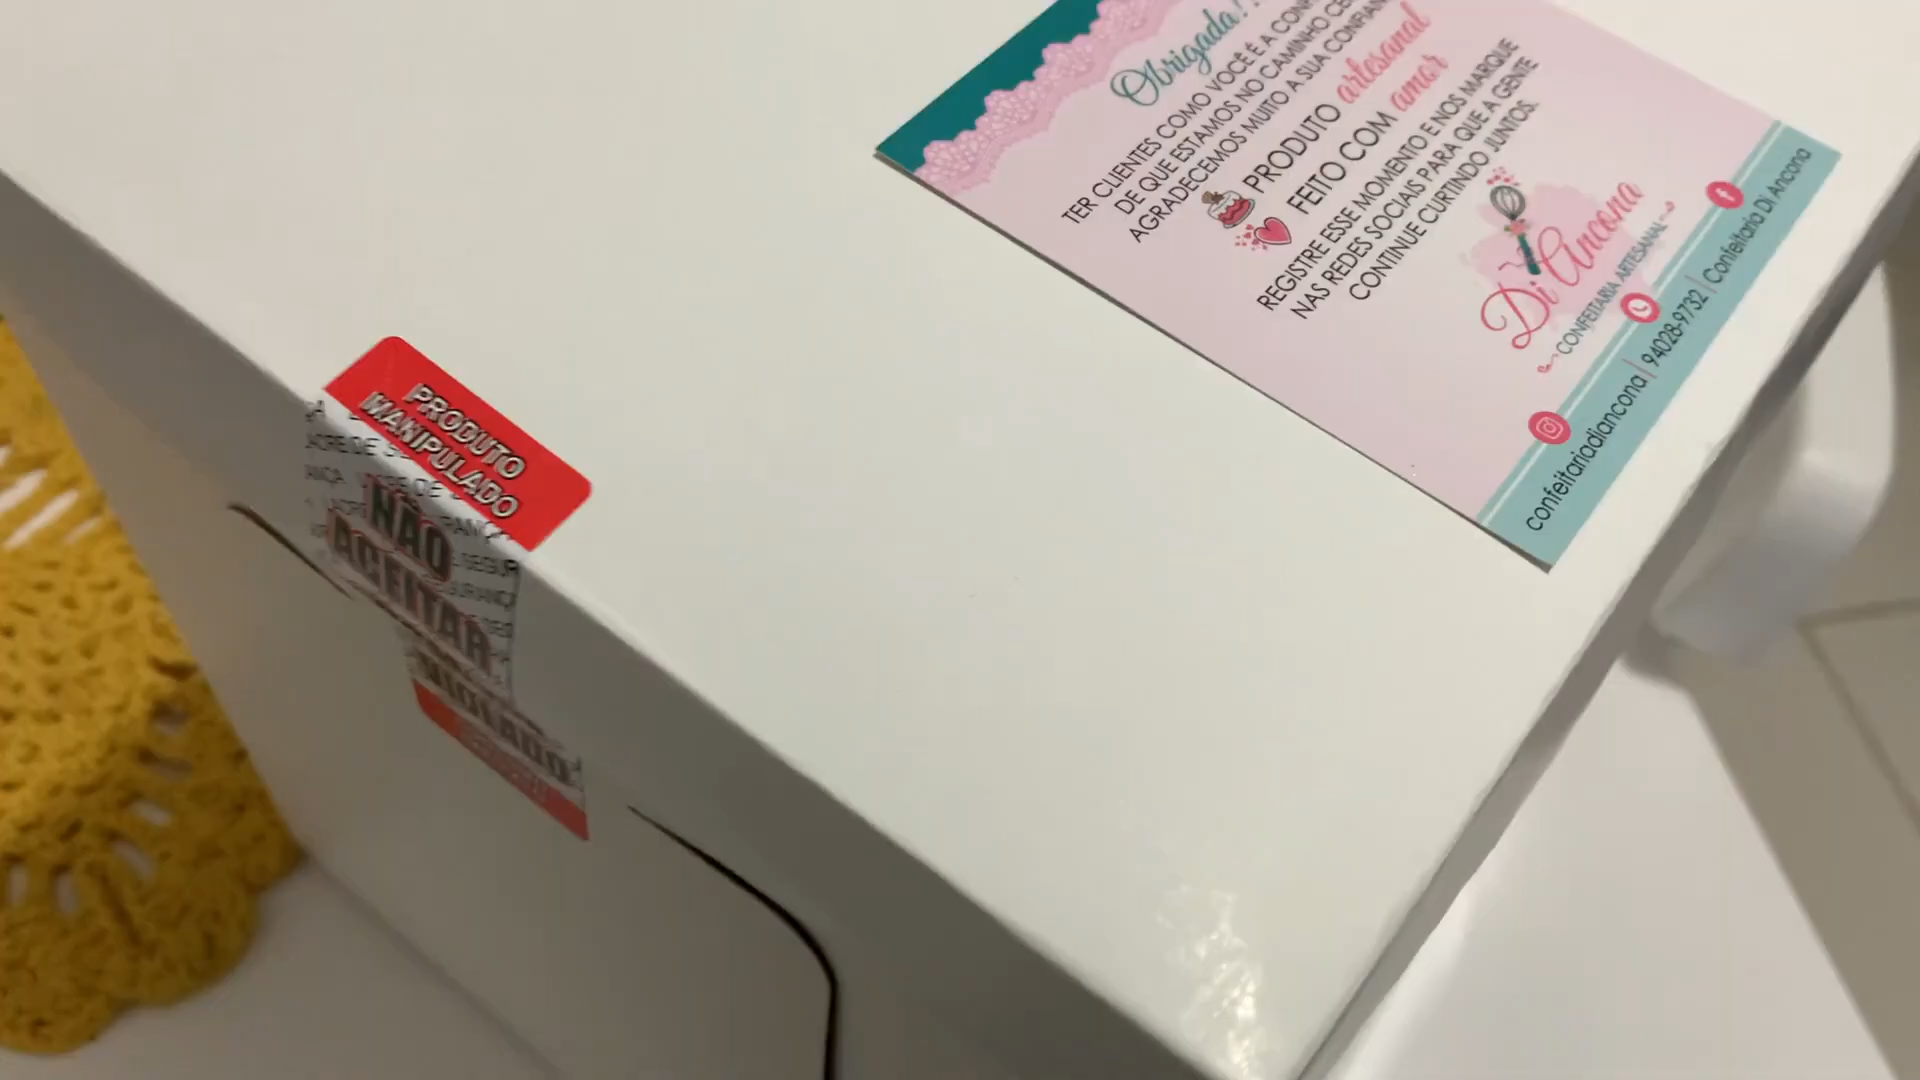 Obrigada!
TER CLIENTES COMO VOCÊ É A
DE QUE ESTAMOS NO CAMINHO
AGRADECEMOS MUITO A SUA
PRODUTO artesanal
FEITO COM amor
REGISTRE ESSE MOMENTO E NOS MARQUE
NAS REDES SOCIAIS PARA QUE A GENTE
CONTINUE CURTINDO JUNTOS.
Di Ancona
CONFEITARIA ARTESANAL
confeitariadiancona | 94028-9732 | Confeitaria Di Ancona
PRODUTO
MANIPULADO
NÃO
ACEITAR
VIOLADO